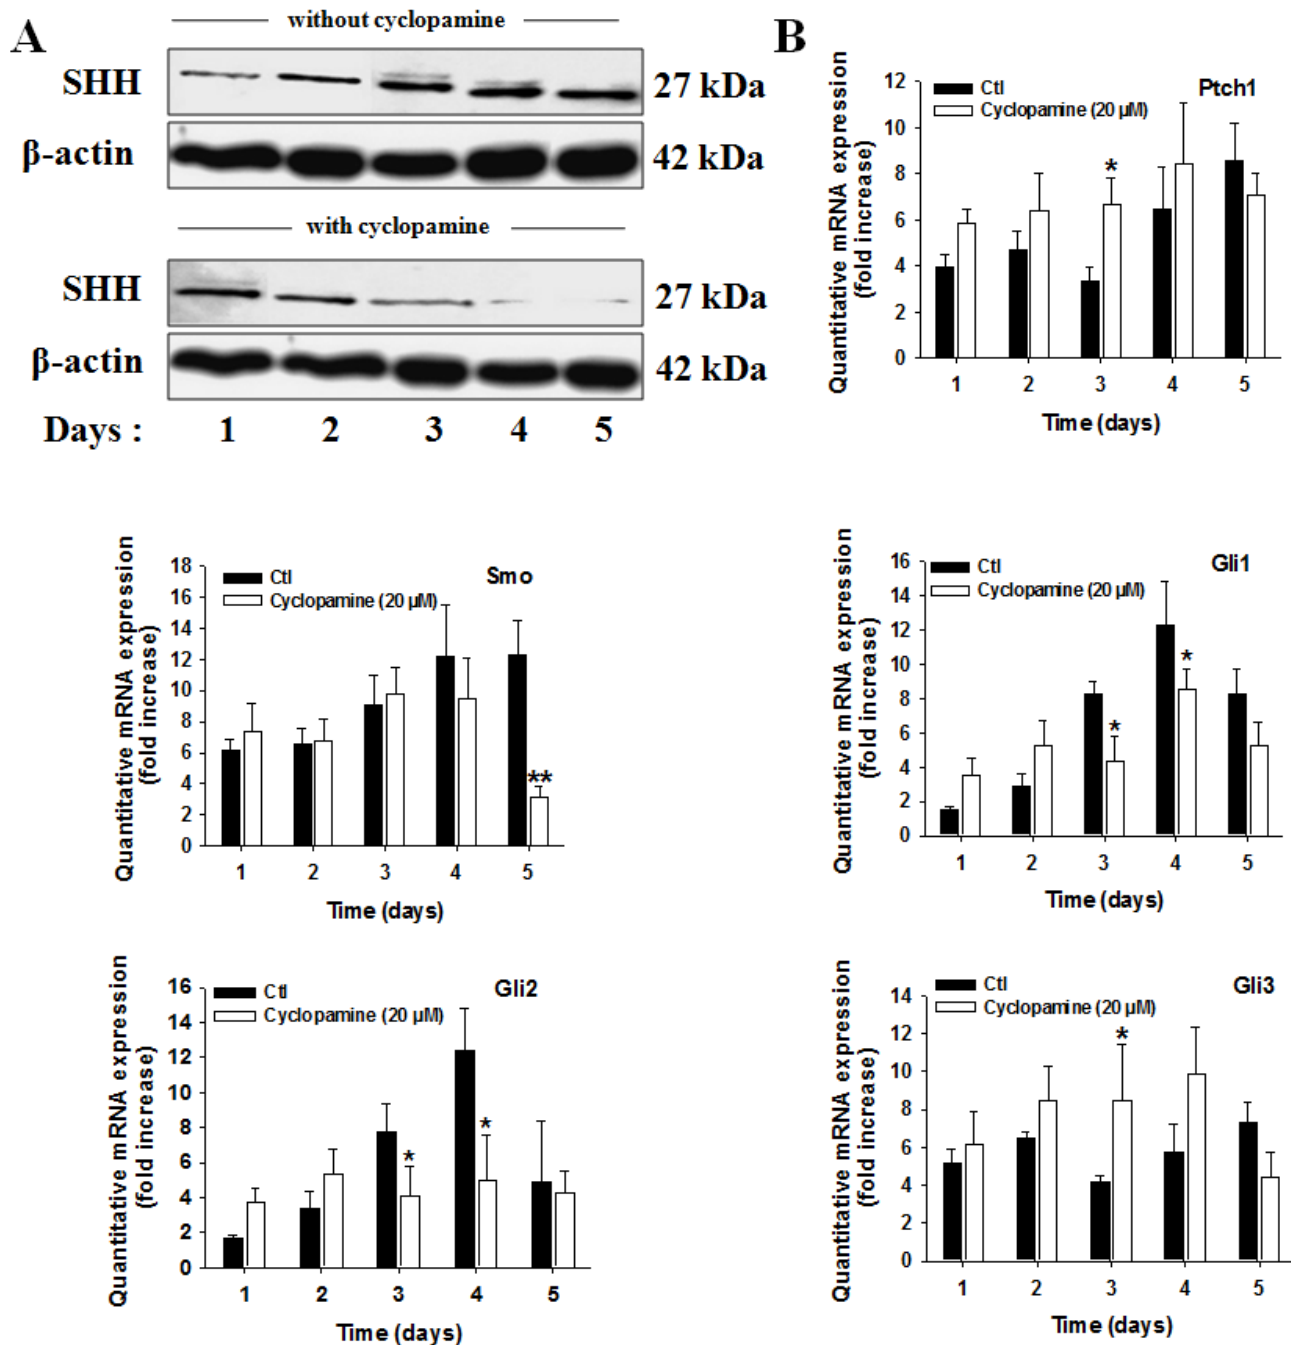 A
without cyclopamine
SHH
27 kDa
β-actin
42 kDa
with cyclopamine
SHH
27 kDa
β-actin
42 kDa
Days : 1 2 3 4 5
B
Ptch1
Ctl
Cyclopamine (20 µM)
Quantitative mRNA expression
(fold increase)
12
10
8
6
4
2
0
*
1 2 3 4 5
Time (days)
Smo
Ctl
Cyclopamine (20 µM)
Quantitative mRNA expression
(fold increase)
18
16
14
12
10
8
6
4
2
0
**
1 2 3 4 5
Time (days)
Gli1
Ctl
Cyclopamine (20 µM)
Quantitative mRNA expression
(fold increase)
16
14
12
10
8
6
4
2
0
*
*
1 2 3 4 5
Time (days)
Gli2
Ctl
Cyclopamine (20 µM)
Quantitative mRNA expression
(fold increase)
16
14
12
10
8
6
4
2
0
*
*
1 2 3 4 5
Time (days)
Gli3
Ctl
Cyclopamine (20 µM)
Quantitative mRNA expression
(fold increase)
14
12
10
8
6
4
2
0
*
1 2 3 4 5
Time (days)